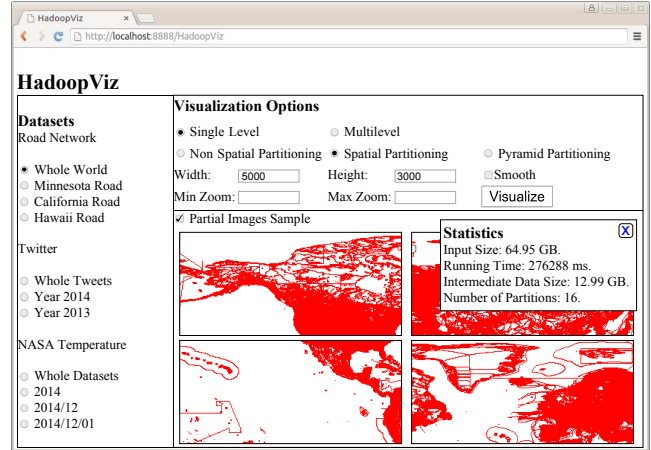 HadoopViz
http://localhost:8888/HadoopViz
HadoopViz
Datasets
Road Network
Whole World
Minnesota Road
California Road
Hawaii Road
Twitter
Whole Tweets
Year 2014
Year 2013
NASA Temperature
Whole Datasets
2014
2014/12
2014/12/01
Visualization Options
Single Level Multilevel
Non Spatial Partitioning Spatial Partitioning Pyramid Partitioning
Width: 5000 Height: 3000 Smooth
Min Zoom: Max Zoom: Visualize
Partial Images Sample
Statistics X
Input Size: 64.95 GB.
Running Time: 276288 ms.
Intermediate Data Size: 12.99 GB.
Number of Partitions: 16.